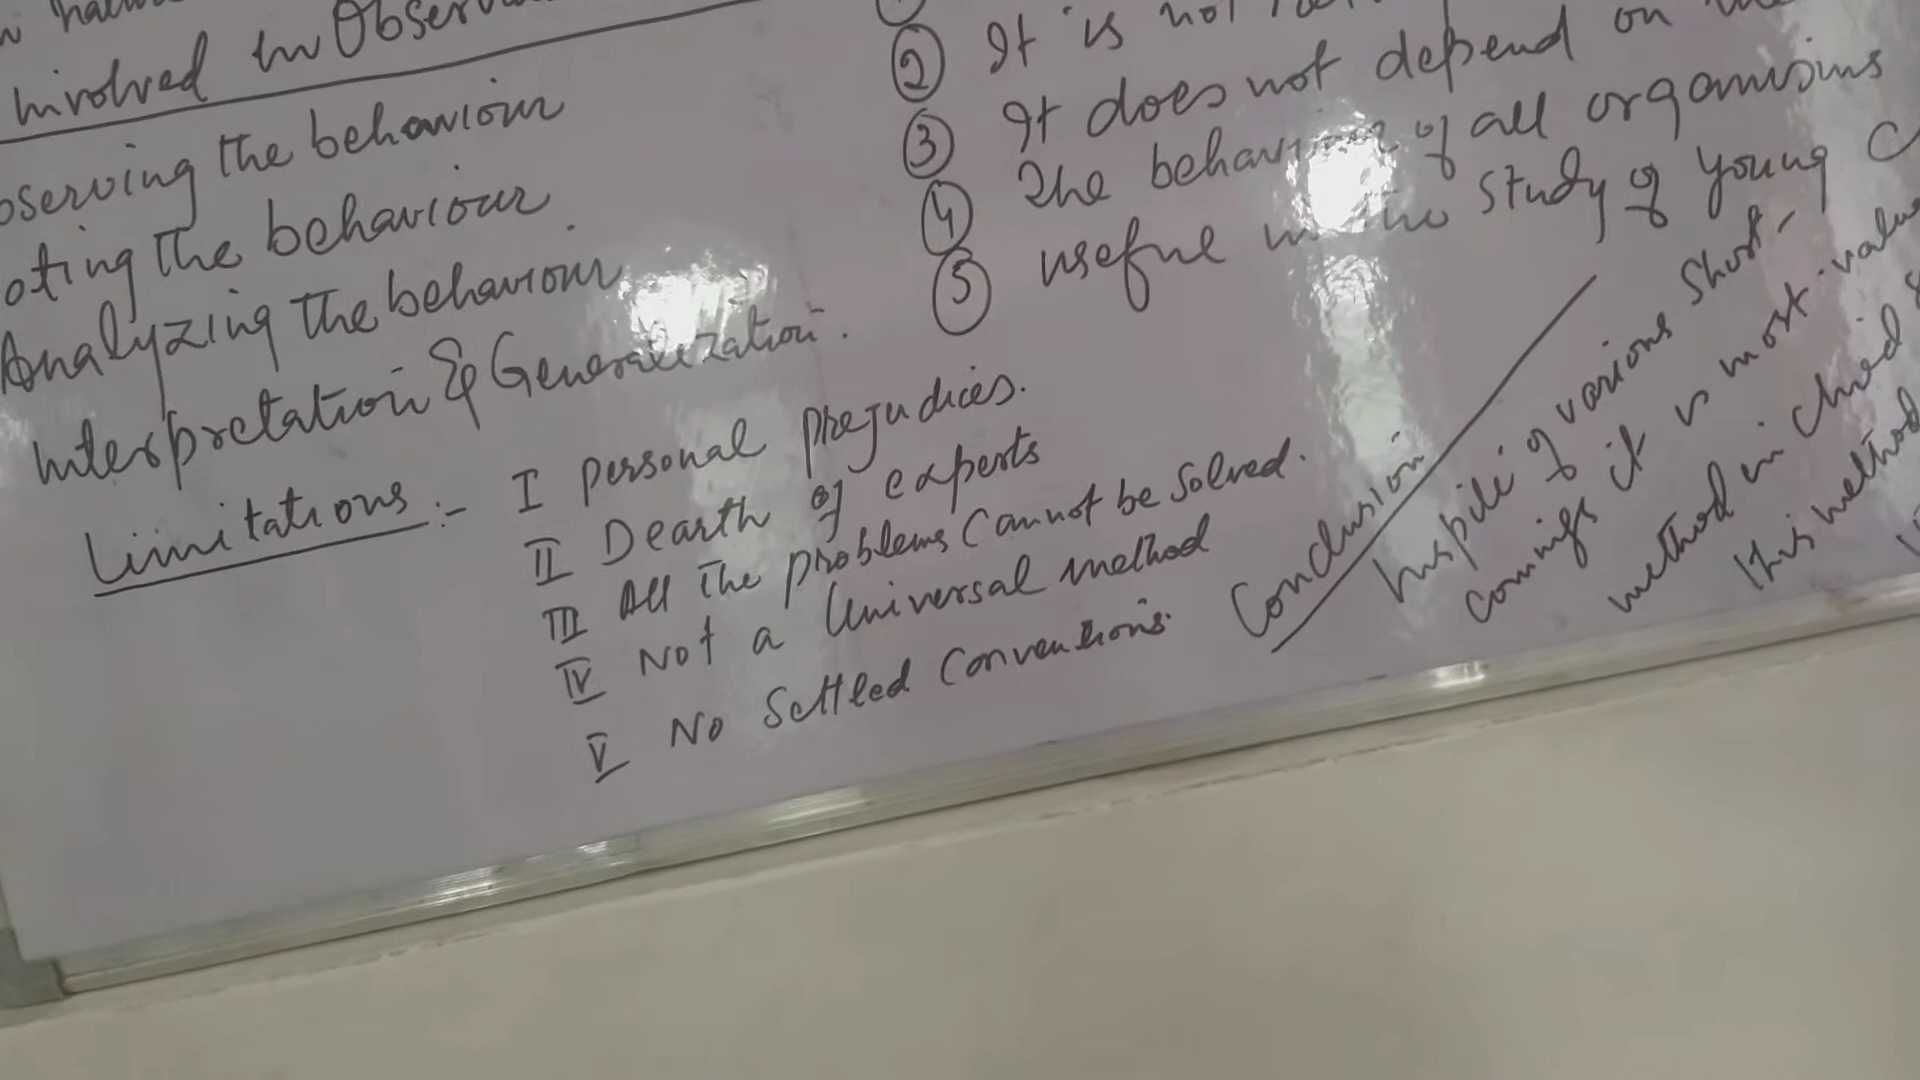 involved in Observ
bserving the behaviour
oting the behaviour
Analyzing the behaviour
Interpretation & Generalization.
Limitations :-
I Personal Prejudices.
II Dearth of experts
III All The problems Cannot be Solved.
IV Not a Universal method
V No Settled Conventions.
② It is not
③ It does not depend on
④ The behaviour of all organisms
⑤ useful in the study of young C
Conclusion
Inspite of various Short-
comings it is most valu
method in child
this method